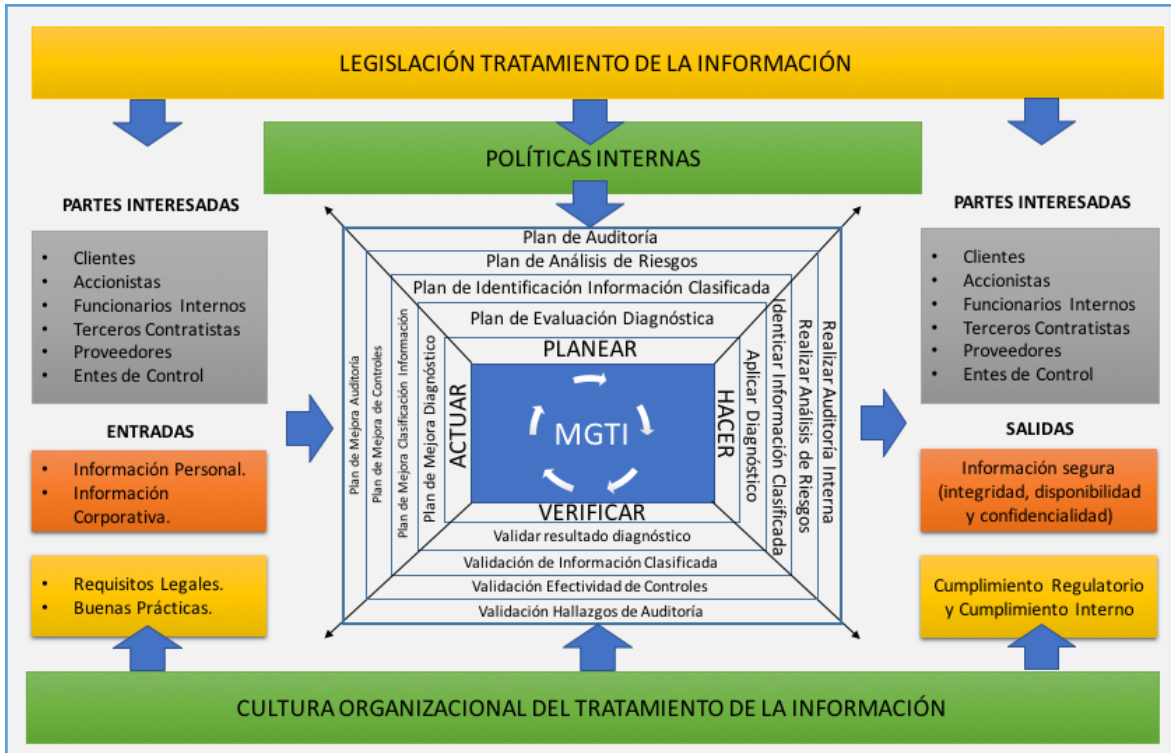 LEGISLACIÓN TRATAMIENTO DE LA INFORMACIÓN
POLÍTICAS INTERNAS
PARTES INTERESADAS
• Clientes
• Accionistas
• Funcionarios Internos
• Terceros Contratistas
• Proveedores
• Entes de Control
ENTRADAS
• Información Personal.
• Información
Corporativa.
• Requisitos Legales.
• Buenas Prácticas.
Plan de Auditoría
Plan de Análisis de Riesgos
Plan de Identificación Información Clasificada
Plan de Evaluación Diagnóstica
PLANEAR
Plan de Mejora Auditoría
Plan de Mejora de Controles
Plan de Mejora Clasificación Información
Plan de Mejora Diagnóstico
ACTUAR
MGTI
HACER
Aplicar Diagnóstico
Identicar Información Clasificada
Realizar Análisis de Riesgos
Realizar Auditoría Interna
VERIFICAR
Validar resultado diagnóstico
Validación de Información Clasificada
Validación Efectividad de Controles
Validación Hallazgos de Auditoría
PARTES INTERESADAS
• Clientes
• Accionistas
• Funcionarios Internos
• Terceros Contratistas
• Proveedores
• Entes de Control
SALIDAS
Información segura
(integridad, disponibilidad
y confidencialidad)
Cumplimiento Regulatorio
y Cumplimiento Interno
CULTURA ORGANIZACIONAL DEL TRATAMIENTO DE LA INFORMACIÓN